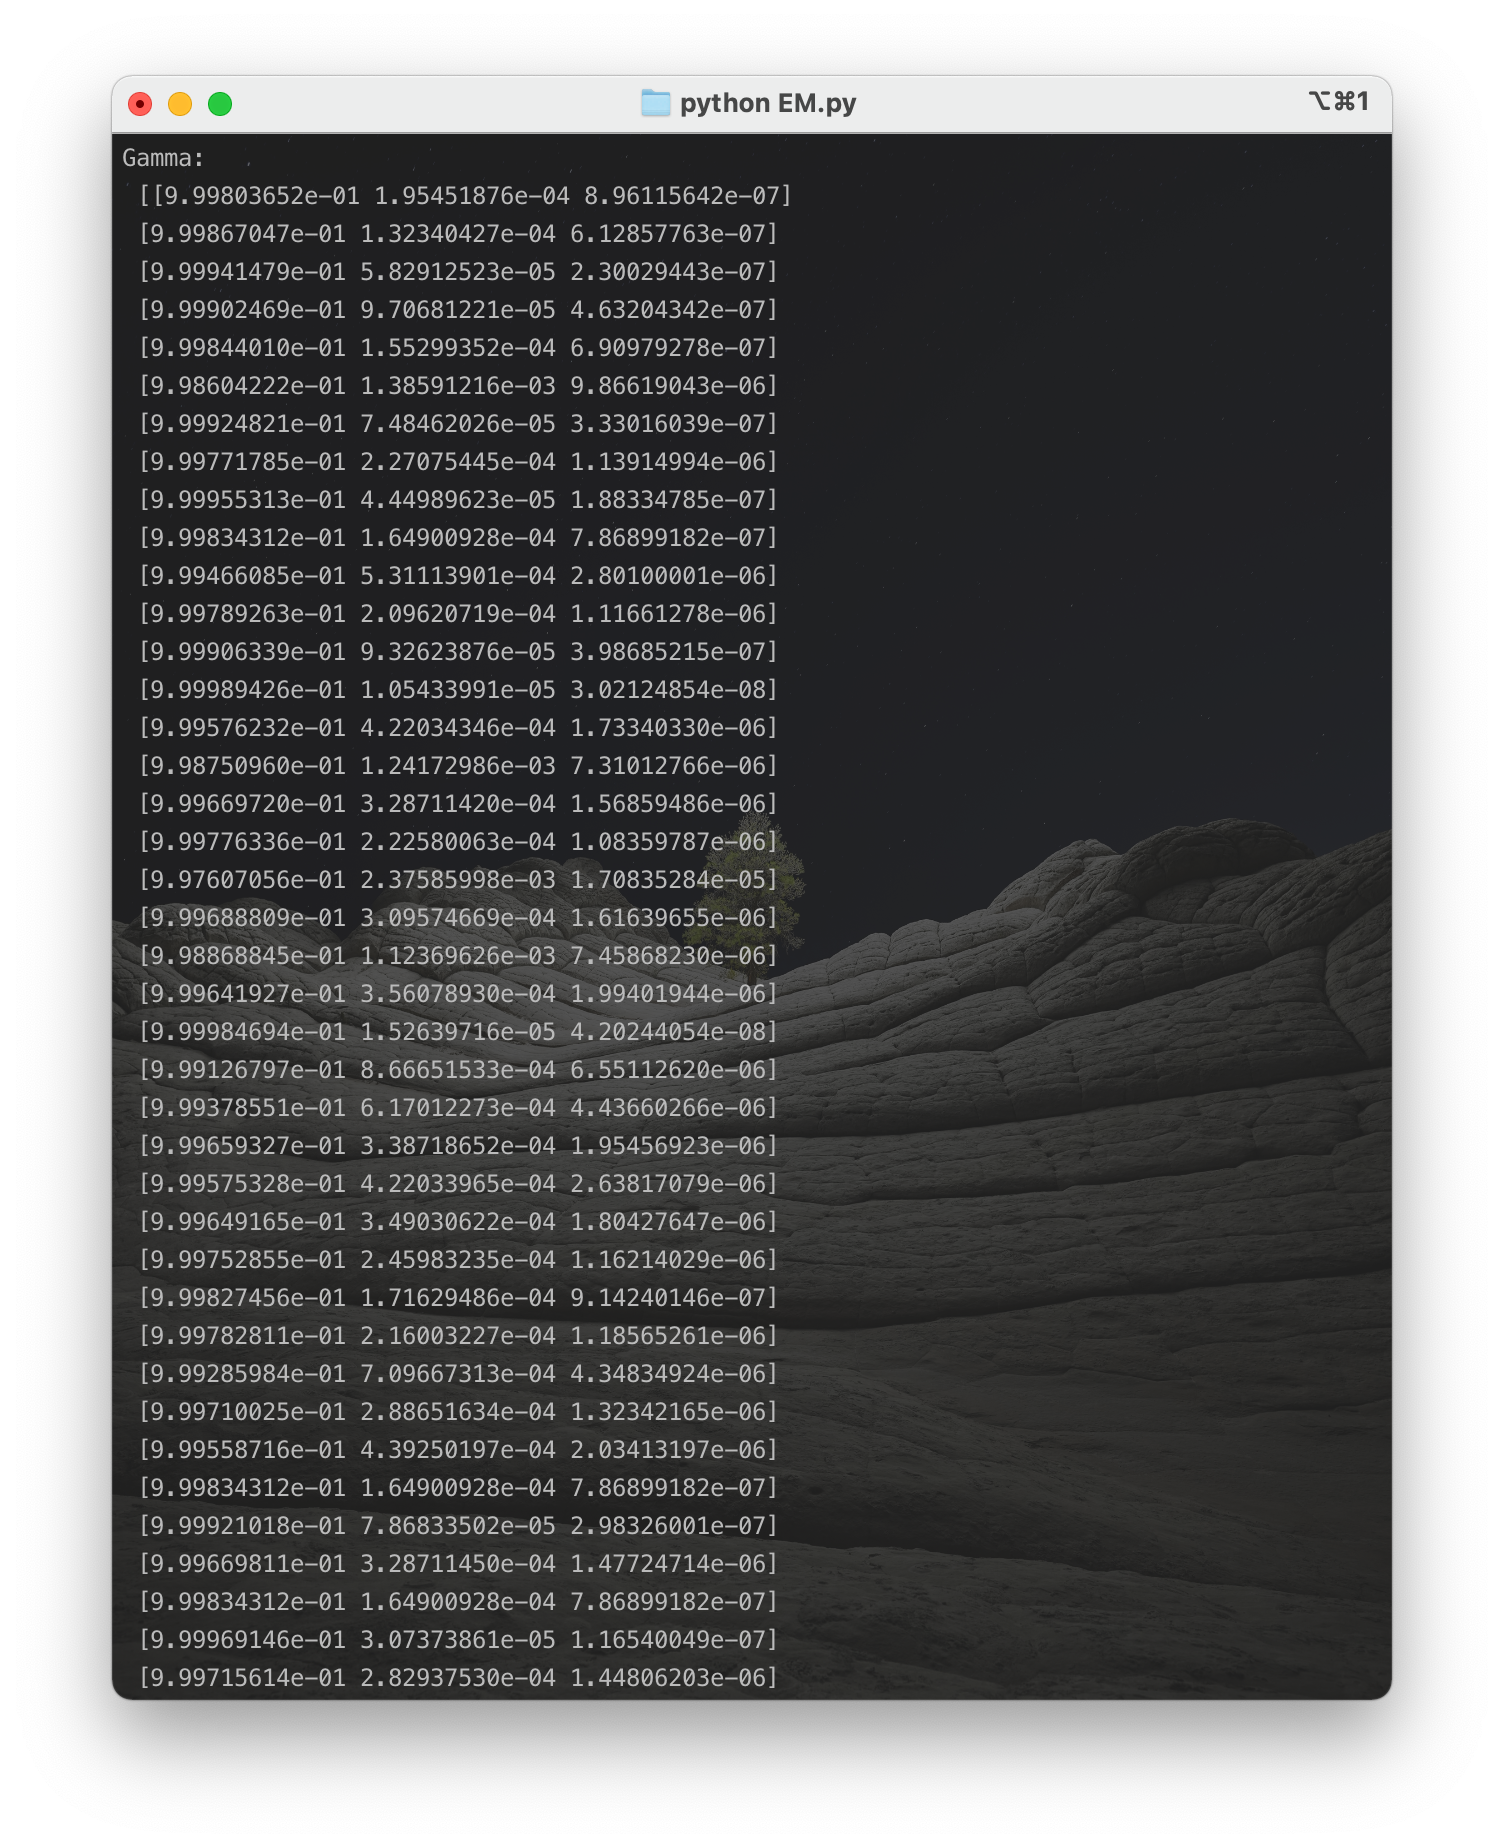 python EM.py
⌥⌘1
Gamma:
[[9.99803652e-01 1.95451876e-04 8.96115642e-07]
[9.99867047e-01 1.32340427e-04 6.12857763e-07]
[9.99941479e-01 5.82912523e-05 2.30029443e-07]
[9.99902469e-01 9.70681221e-05 4.63204342e-07]
[9.99844010e-01 1.55299352e-04 6.90979278e-07]
[9.98604222e-01 1.38591216e-03 9.86619043e-06]
[9.99924821e-01 7.48462026e-05 3.33016039e-07]
[9.99771785e-01 2.27075445e-04 1.13914994e-06]
[9.99955313e-01 4.44989623e-05 1.88334785e-07]
[9.99834312e-01 1.64900928e-04 7.86899182e-07]
[9.99466085e-01 5.31113901e-04 2.80100001e-06]
[9.99789263e-01 2.09620719e-04 1.11661278e-06]
[9.99906339e-01 9.32623876e-05 3.98685215e-07]
[9.99989426e-01 1.05433991e-05 3.02124854e-08]
[9.99576232e-01 4.22034346e-04 1.73340330e-06]
[9.98750960e-01 1.24172986e-03 7.31012766e-06]
[9.99669720e-01 3.28711420e-04 1.56859486e-06]
[9.99776336e-01 2.22580063e-04 1.08359787e-06]
[9.97607056e-01 2.37585998e-03 1.70835284e-05]
[9.99688809e-01 3.09574669e-04 1.61639655e-06]
[9.98868845e-01 1.12369626e-03 7.45868230e-06]
[9.99641927e-01 3.56078930e-04 1.99401944e-06]
[9.99984694e-01 1.52639716e-05 4.20244054e-08]
[9.99126797e-01 8.66651533e-04 6.55112620e-06]
[9.99378551e-01 6.17012273e-04 4.43660266e-06]
[9.99659327e-01 3.38718652e-04 1.95456923e-06]
[9.99575328e-01 4.22033965e-04 2.63817079e-06]
[9.99649165e-01 3.49030622e-04 1.80427647e-06]
[9.99752855e-01 2.45983235e-04 1.16214029e-06]
[9.99827456e-01 1.71629486e-04 9.14240146e-07]
[9.99782811e-01 2.16003227e-04 1.18565261e-06]
[9.99285984e-01 7.09667313e-04 4.34834924e-06]
[9.99710025e-01 2.88651634e-04 1.32342165e-06]
[9.99558716e-01 4.39250197e-04 2.03413197e-06]
[9.99834312e-01 1.64900928e-04 7.86899182e-07]
[9.99921018e-01 7.86833502e-05 2.98326001e-07]
[9.99669811e-01 3.28711450e-04 1.47724714e-06]
[9.99834312e-01 1.64900928e-04 7.86899182e-07]
[9.99969146e-01 3.07373861e-05 1.16540049e-07]
[9.99715614e-01 2.82937530e-04 1.44806203e-06]